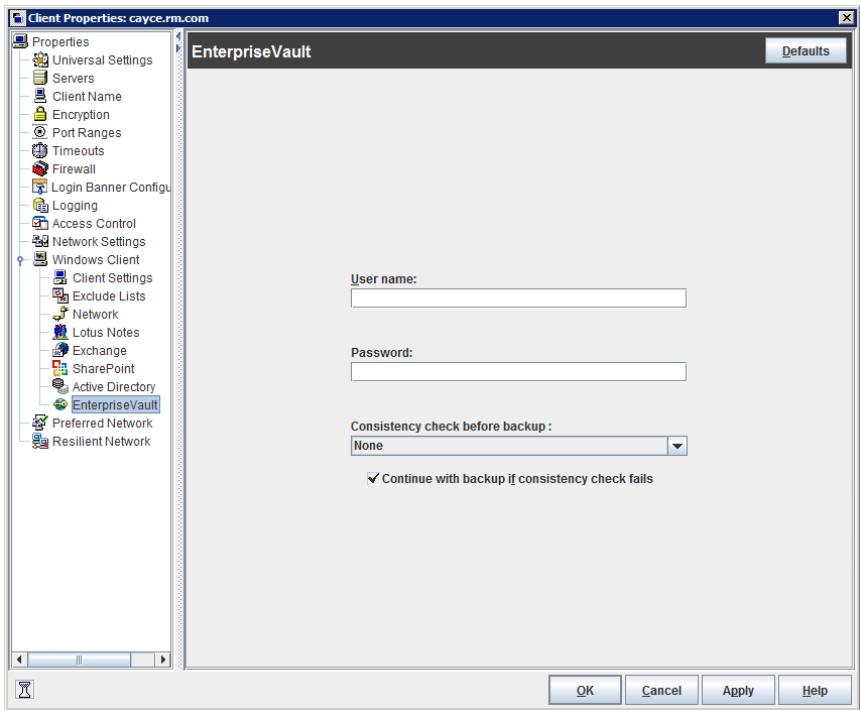 Client Properties: cayce.rm.com
Properties
Universal Settings
Servers
Client Name
Encryption
Port Ranges
Timeouts
Firewall
Login Banner Configu
Logging
Access Control
Network Settings
Windows Client
Client Settings
Exclude Lists
Network
Lotus Notes
Exchange
SharePoint
Active Directory
EnterpriseVault
Preferred Network
Resilient Network
EnterpriseVault
Defaults
User name:
Password:
Consistency check before backup :
None
Continue with backup if consistency check fails
OK
Cancel
Apply
Help